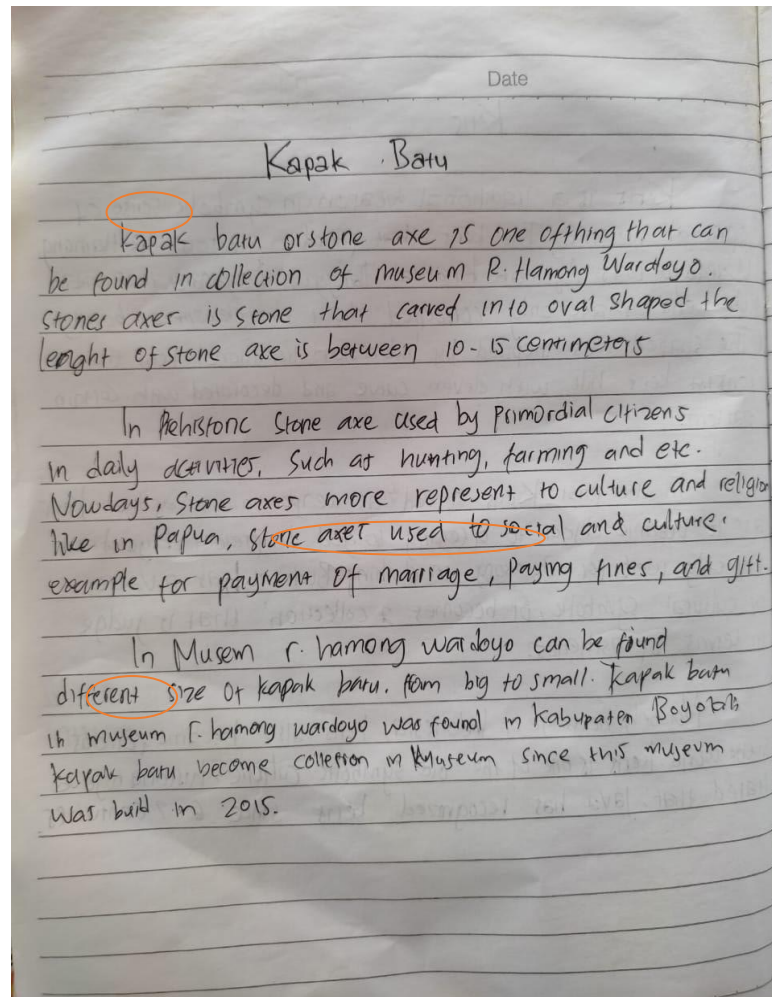 Date
Kapak Batu
Kapak batu or stone axe is one of thing that can
be found in collection of museum R. Hamong Wardoyo.
Stones axes is stone that carved into oval shaped the
lenght of stone axe is between 10-15 centimeters
In Prehistoric Stone axe used by Primordial citizens
in daily activities, Such as hunting, farming and etc.
Nowdays, Stone axes more represent to culture and religion
like in Papua, Stone axes used to social and culture.
example for payment of marriage, Paying fines, and gift.
In Musem r. hamong wardoyo can be found
different size of kapak batu. from big to small. kapak batu
in museum r. hamong wardoyo was found in Kabupaten Boyolali
kapak batu become colletion in museum since this museum
was build in 2015.